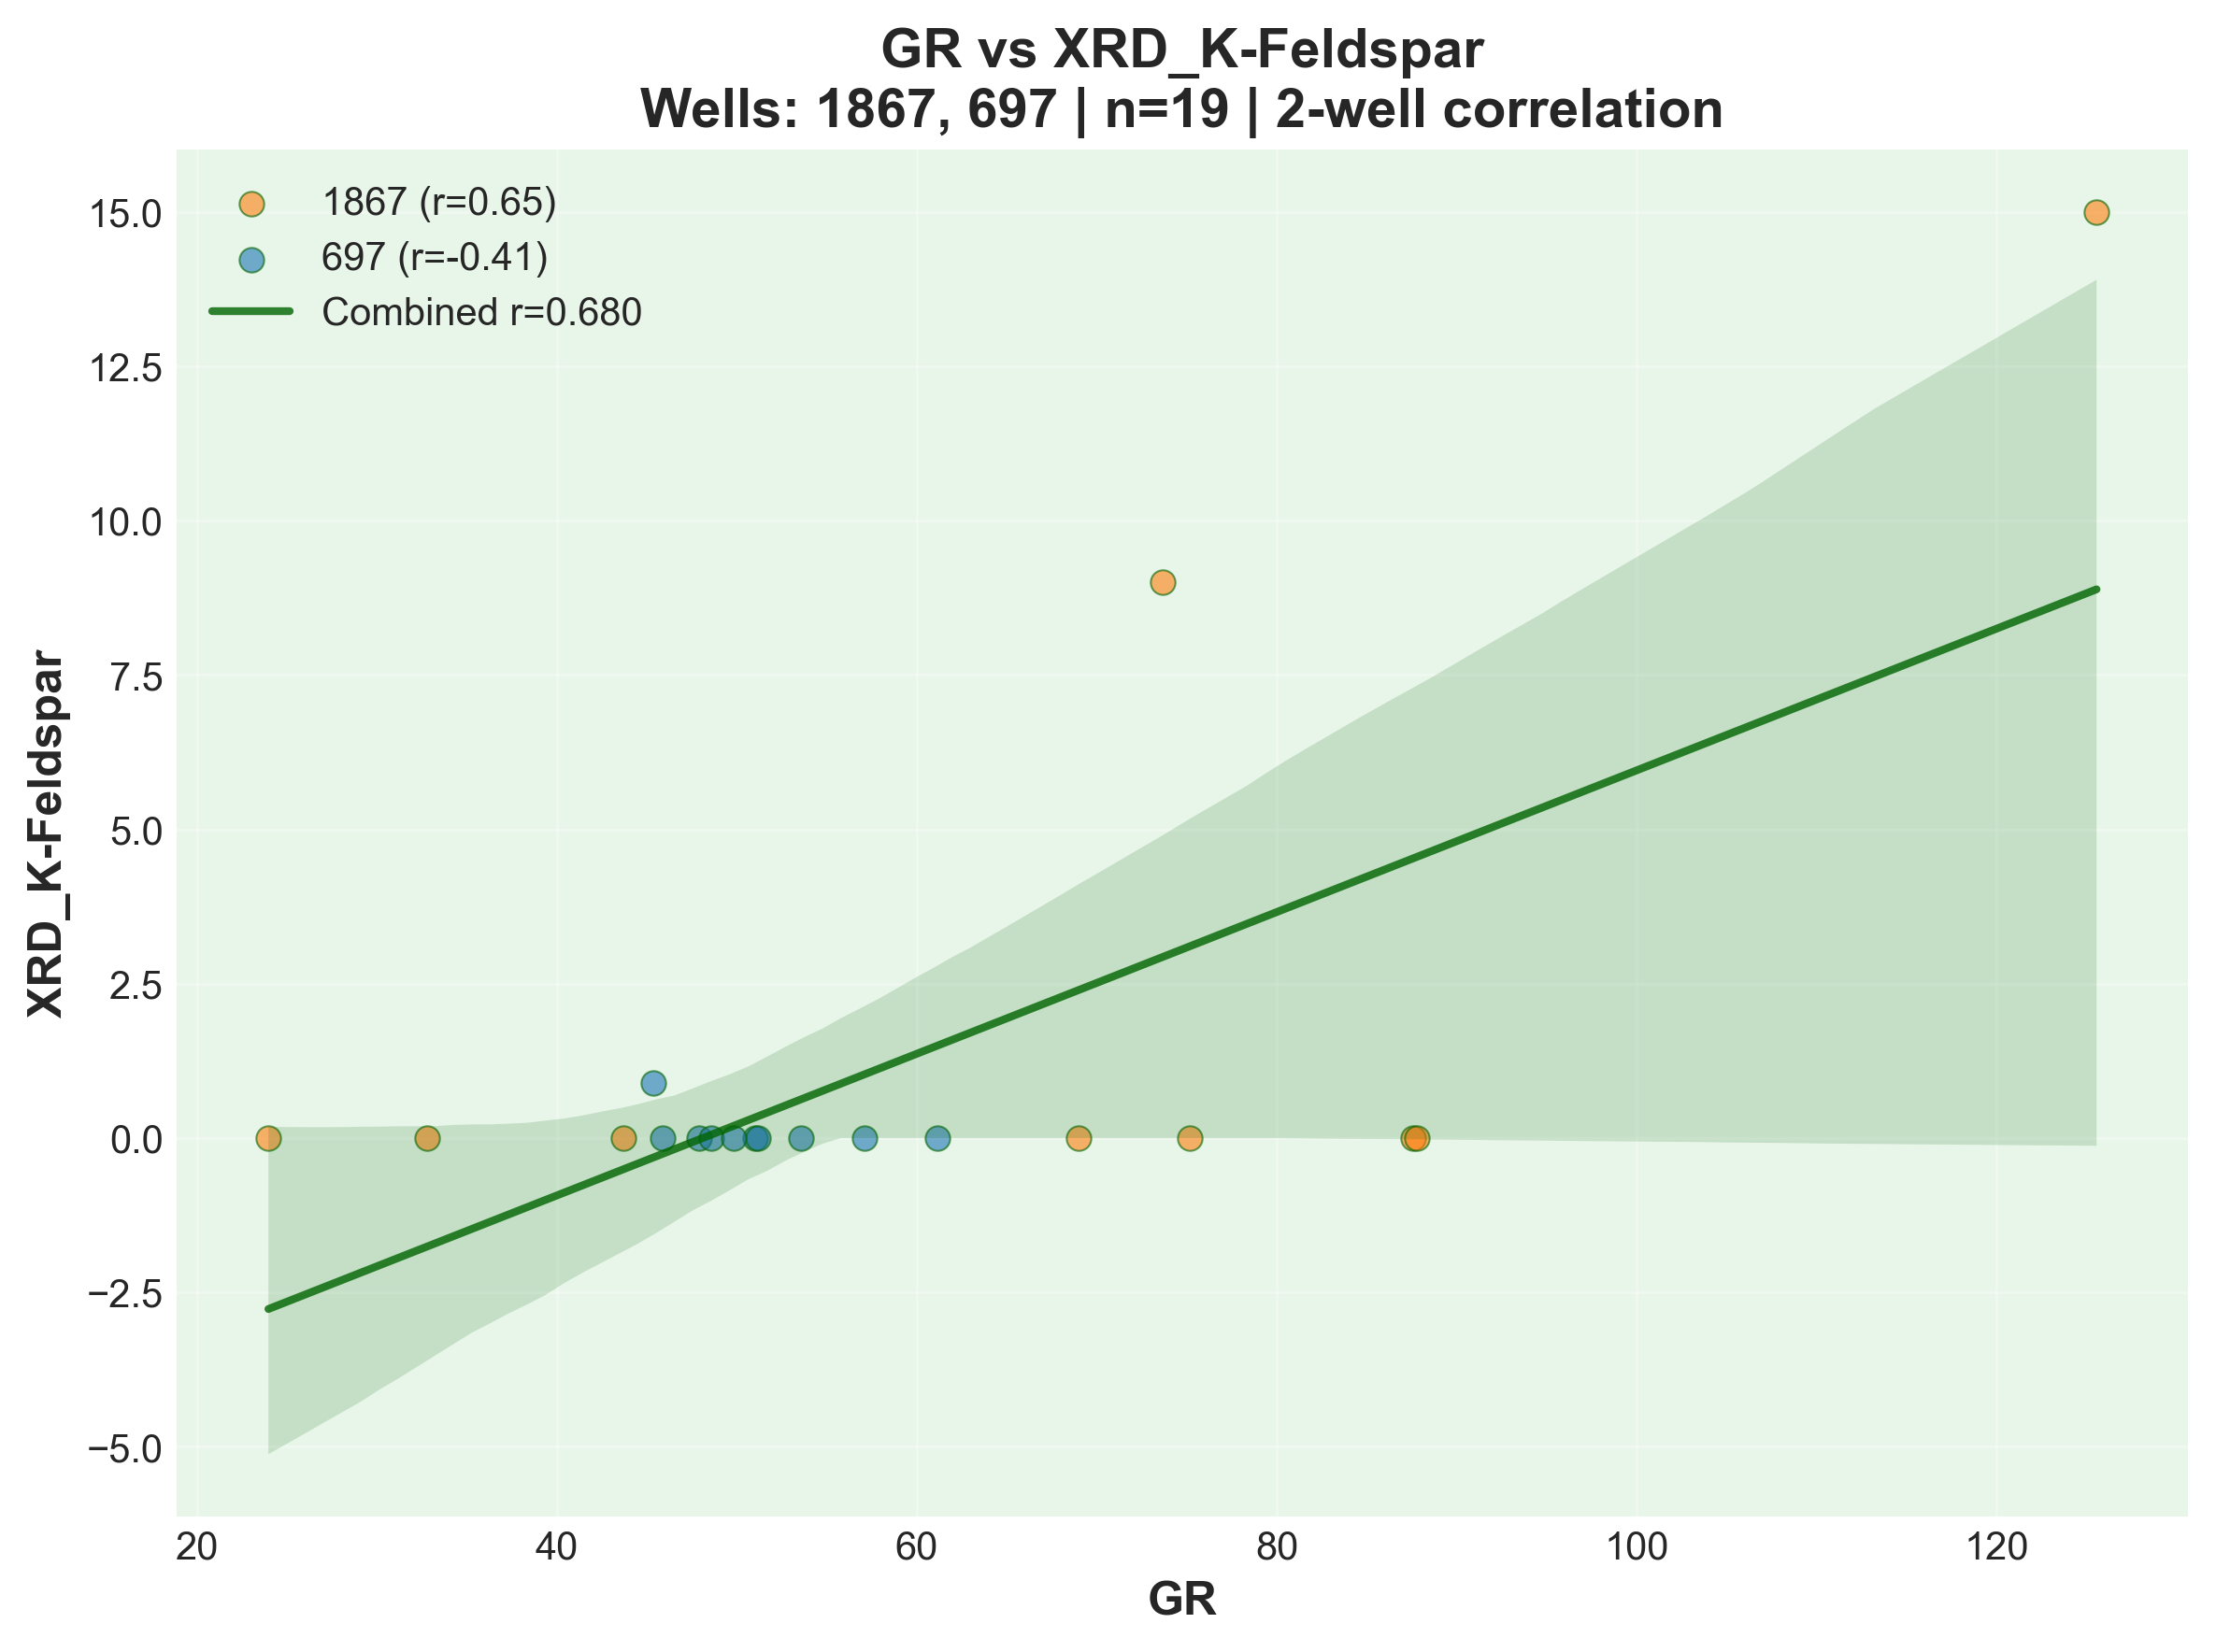 GR vs XRD_K-Feldspar
Wells: 1867, 697 | n=19 | 2-well correlation
1867 (r=0.65)
697 (r=-0.41)
Combined r=0.680
15.0
12.5
10.0
7.5
5.0
2.5
0.0
−2.5
−5.0
XRD_K-Feldspar
20 40 60 80 100 120
GR